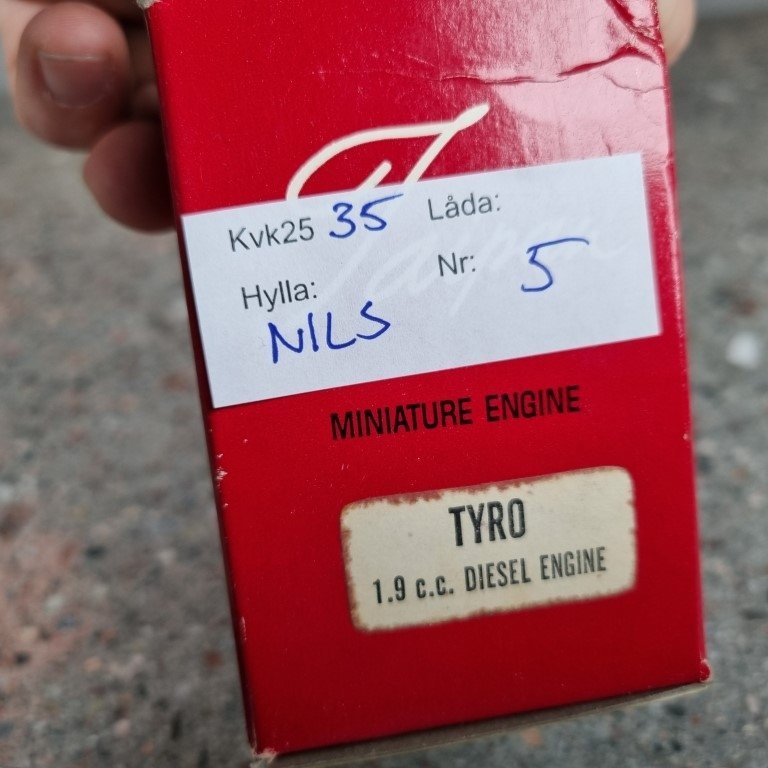 Kvk25 35 Låda:
Hylla: Nr: 5
NILS
MINIATURE ENGINE
TYRO
1.9 c.c. DIESEL ENGINE